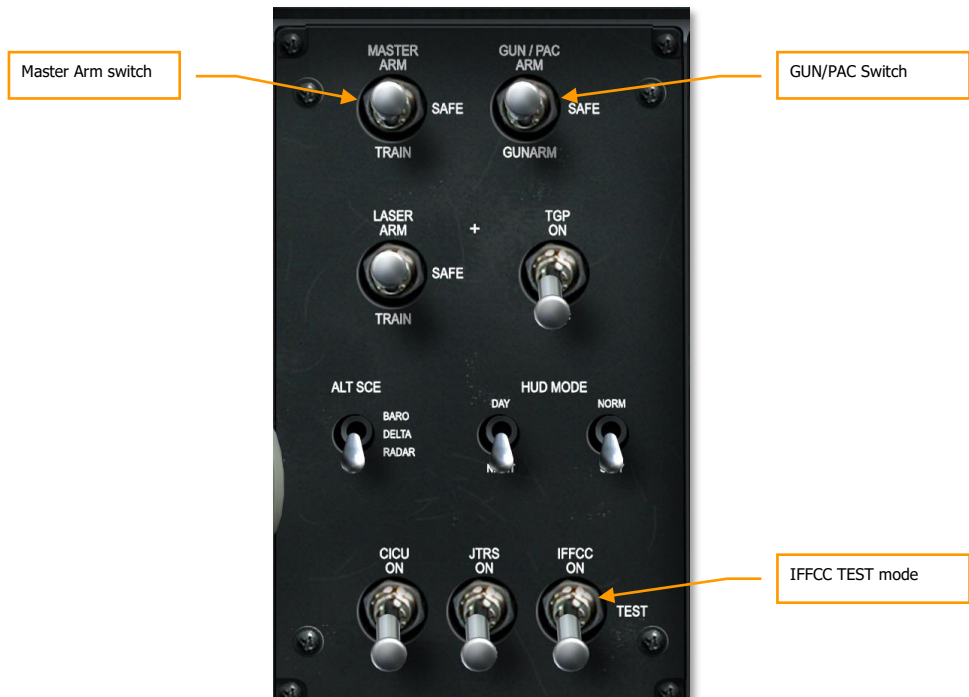 Master Arm switch
GUN/PAC Switch
MASTER
ARM
SAFE
TRAIN
GUN / PAC
ARM
SAFE
GUNARM
LASER
ARM
SAFE
TRAIN
+
TGP
ON
ALT SCE
BARO
DELTA
RADAR
HUD MODE
DAY
NORM
CICU
ON
JTRS
ON
IFFCC
ON
TEST
IFFCC TEST mode